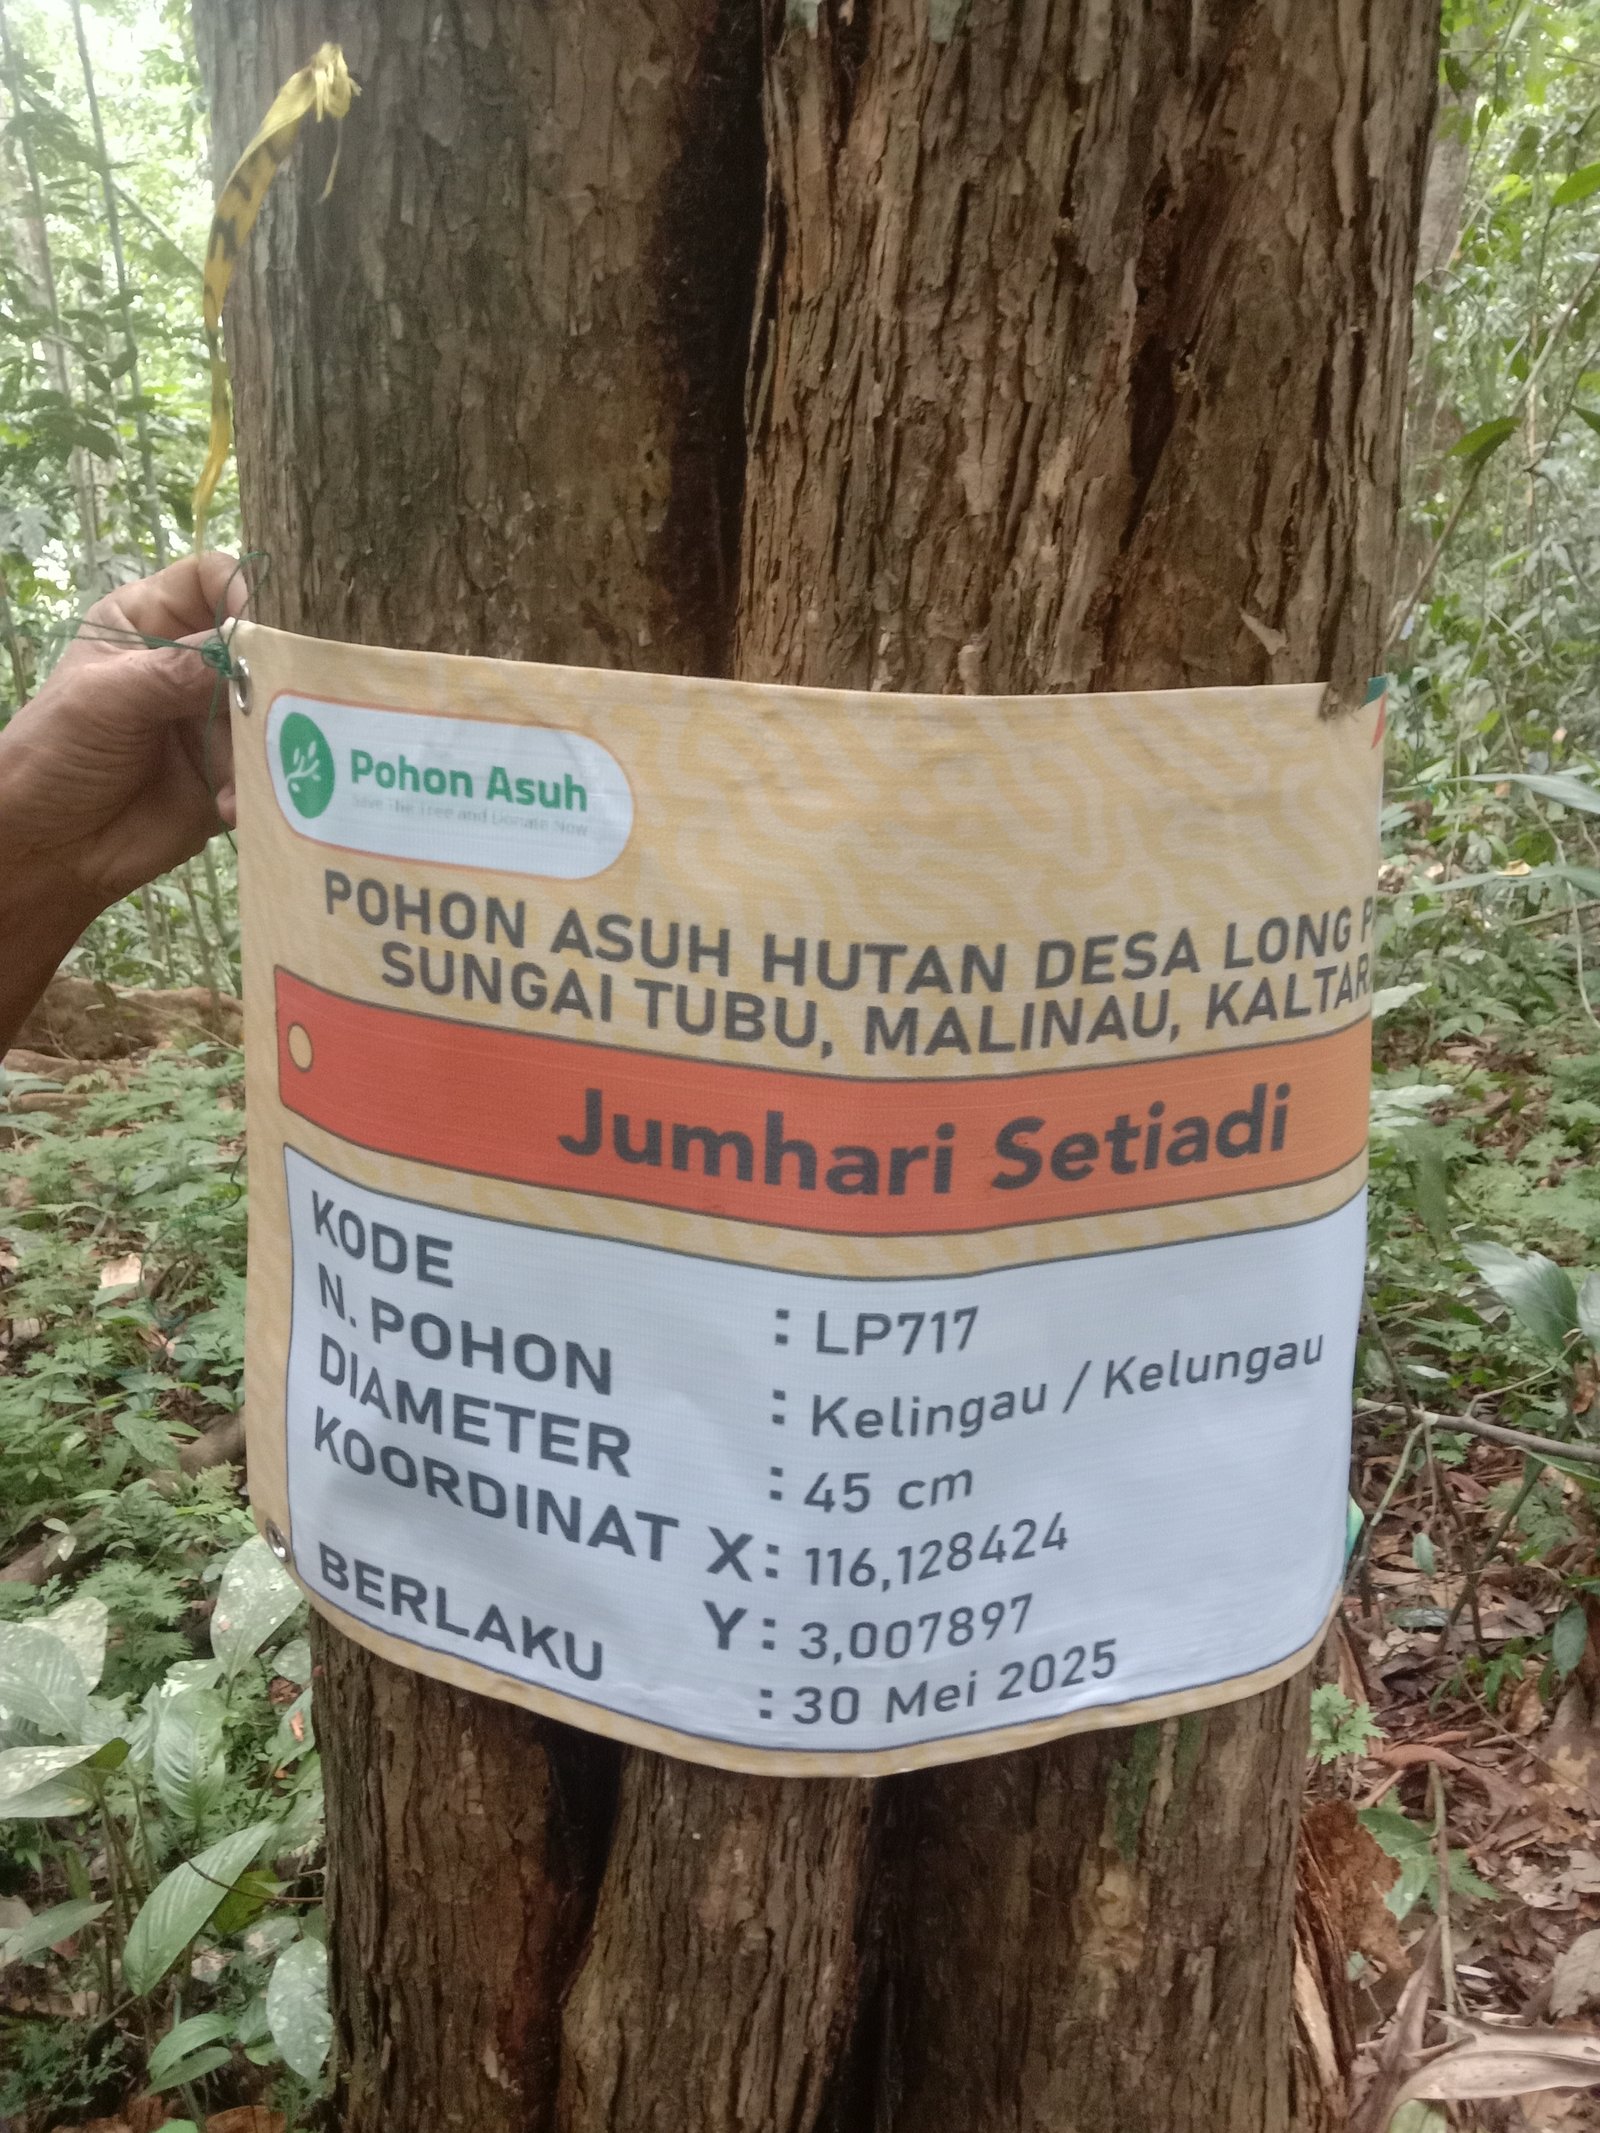 Pohon Asuh
Save The Tree and Donate Now
POHON ASUH HUTAN DESA LONG
SUNGAI TUBU, MALINAU, KALTAR
Jumhari Setiadi
KODE : LP717
N. POHON : Kelingau / Kelungau
DIAMETER : 45 cm
KOORDINAT X : 116,128424
Y : 3,007897
BERLAKU : 30 Mei 2025